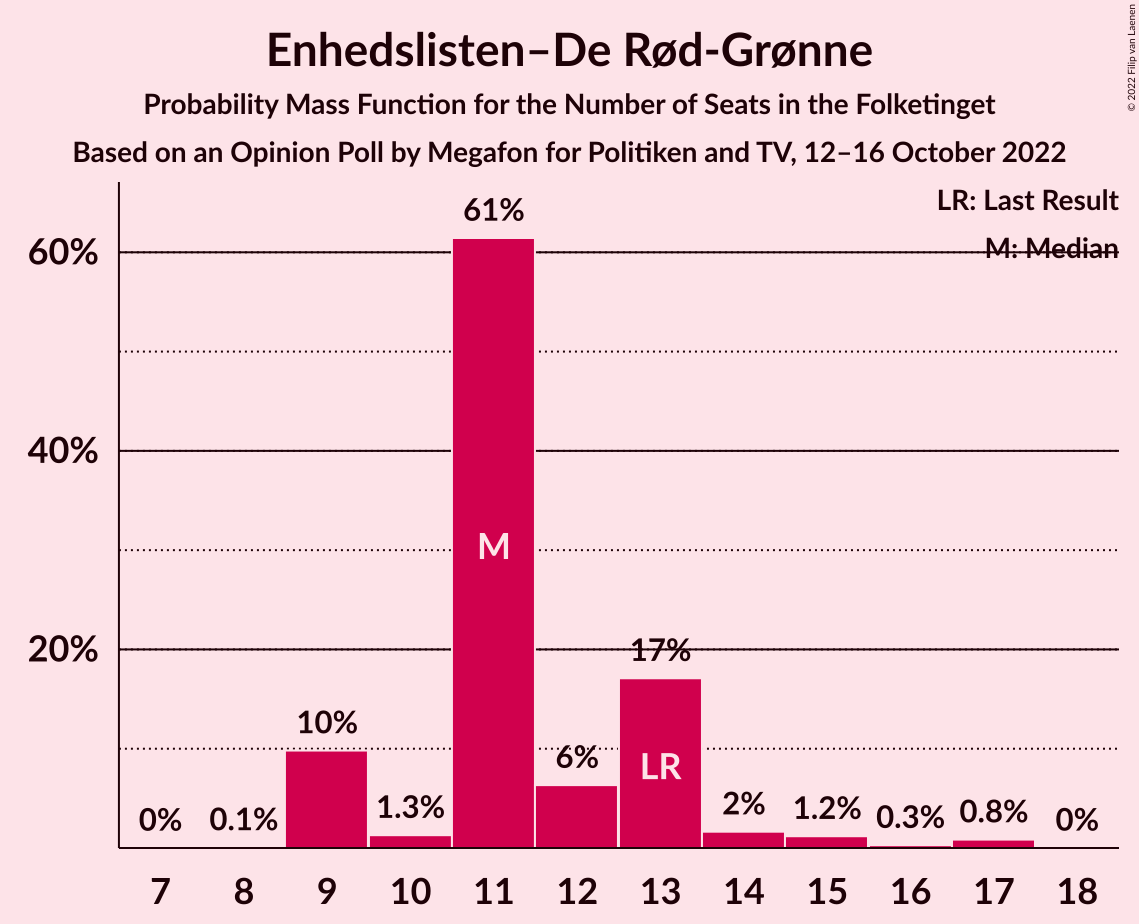 Enhedslisten–De Rød-Grønne
Probability Mass Function for the Number of Seats in the Folketinget
Based on an Opinion Poll by Megafon for Politiken and TV, 12–16 October 2022
© 2022 Filip van Laenen
LR: Last Result
M: Median
60%
40%
20%
0%
0.1%
10%
1.3%
61%
6%
17%
2%
1.2%
0.3%
0.8%
0%
M
LR
7 8 9 10 11 12 13 14 15 16 17 18